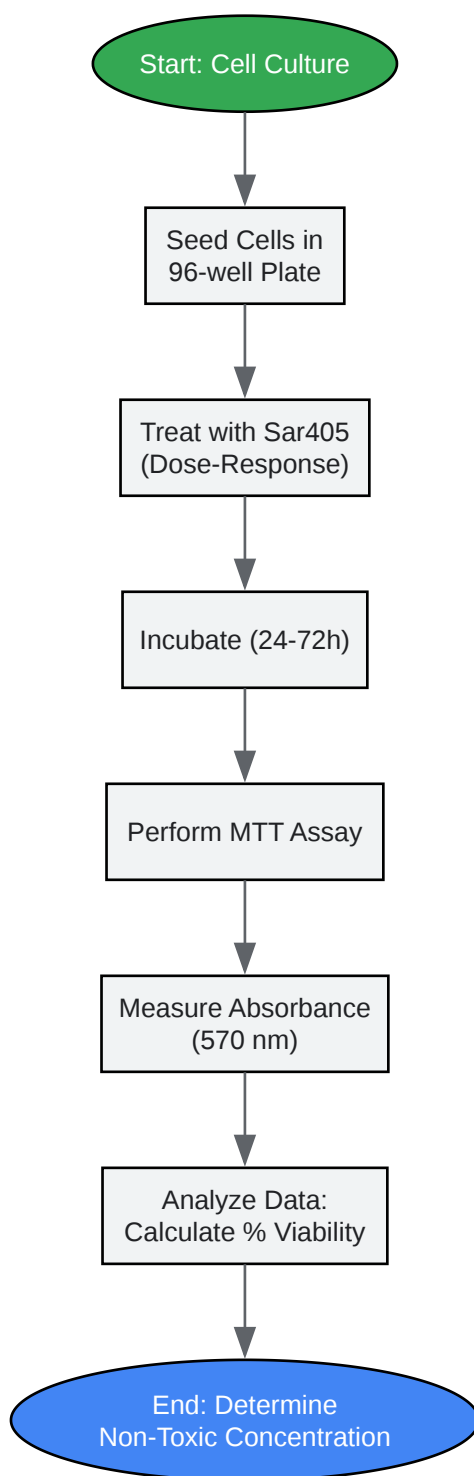 Start: Cell Culture
Seed Cells in
96-well Plate
Treat with Sar405
(Dose-Response)
Incubate (24-72h)
Perform MTT Assay
Measure Absorbance
(570 nm)
Analyze Data:
Calculate % Viability
End: Determine
Non-Toxic Concentration